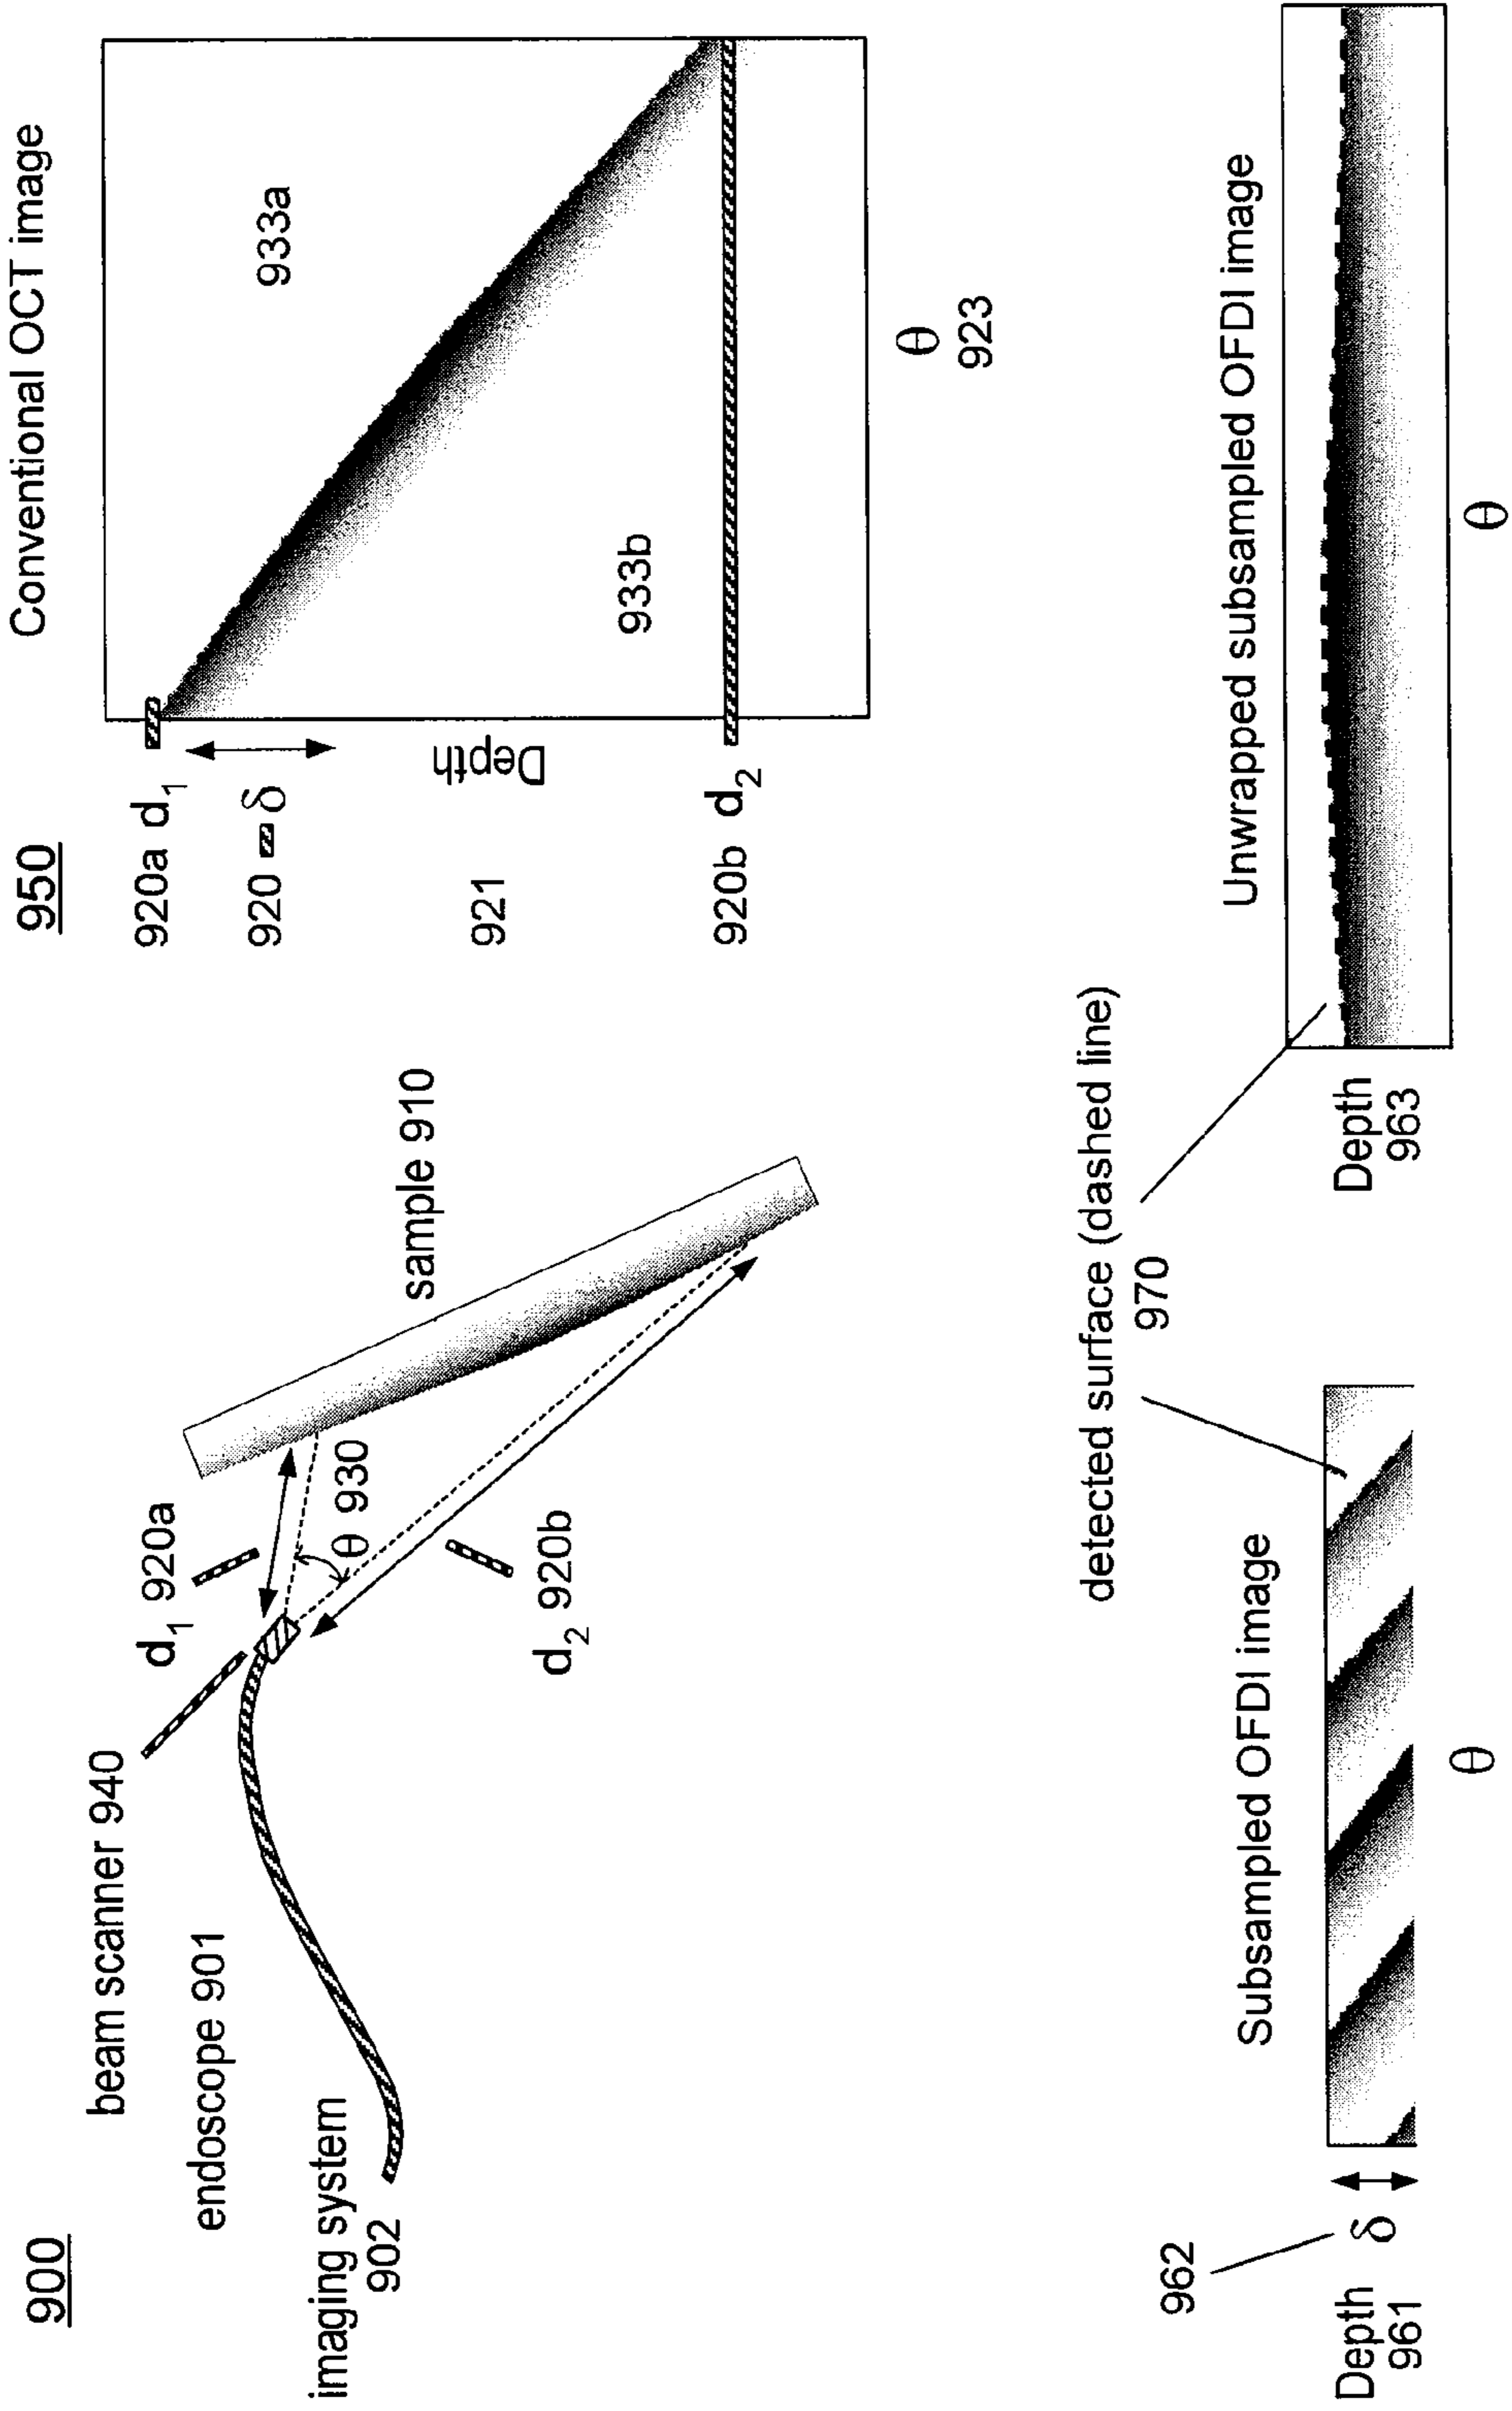 900
beam scanner 940
endoscope 901
imaging system
902
d1 920a
θ 930
d2 920b
sample 910
950
Conventional OCT image
920a d1
920 δ
Depth
921
920b d2
933a
933b
θ
923
962
Depth δ
961
Subsampled OFDI image
θ
detected surface (dashed line)
970
Unwrapped subsampled OFDI image
Depth
963
θ